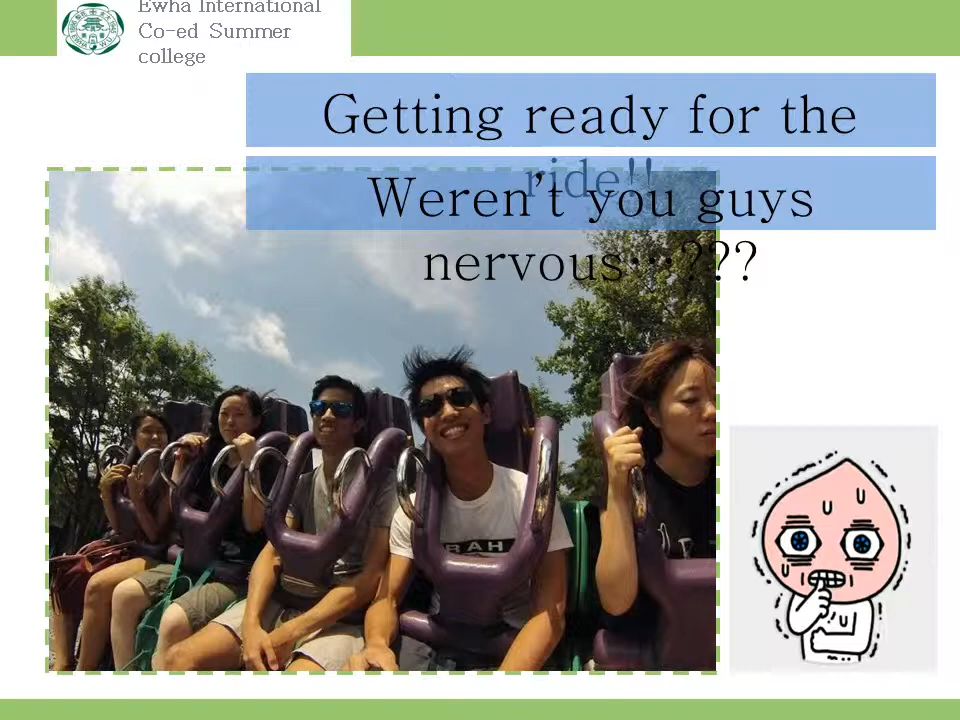 Ewha International
Co-ed Summer
college
Getting ready for the
ride!!
Weren't you guys
nervous…???
RAH